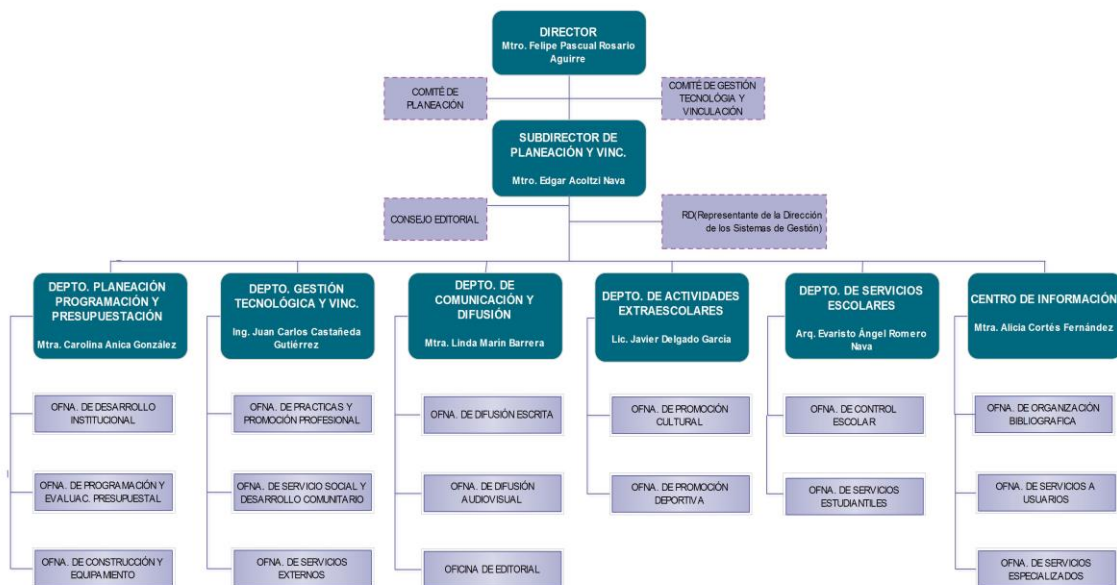 DIRECTOR
Mtro. Felipe Pascual Rosario
Aguirre
COMITÉ DE
PLANEACIÓN
COMITÉ DE GESTIÓN
TECNOLÓGIA Y
VINCULACIÓN
SUBDIRECTOR DE
PLANEACIÓN Y VINC.
Mtro. Edgar Acoltzi Nava
CONSEJO EDITORIAL
RD(Representante de la Dirección
de los Sistemas de Gestión)
DEPTO. PLANEACIÓN
PROGRAMACIÓN Y
PRESUPUESTACIÓN
Mtra. Carolina Anica González
OFNA. DE DESARROLLO
INSTITUCIONAL
OFNA. DE PROGRAMACIÓN Y
EVALUAC. PRESUPUESTAL
OFNA. DE CONSTRUCCIÓN Y
EQUIPAMIENTO
DEPTO. GESTIÓN
TECNOLÓGICA Y VINC.
Ing. Juan Carlos Castañeda
Gutiérrez
OFNA. DE PRACTICAS Y
PROMOCIÓN PROFESIONAL
OFNA. DE SERVICIO SOCIAL Y
DESARROLLO COMUNITARIO
OFNA. DE SERVICIOS
EXTERNOS
DEPTO. DE
COMUNICACIÓN Y
DIFUSIÓN
Mtra. Linda Marin Barrera
OFNA. DE DIFUSIÓN ESCRITA
OFNA. DE DIFUSIÓN
AUDIOVISUAL
OFICINA DE EDITORIAL
DEPTO. DE ACTIVIDADES
EXTRAESCOLARES
Lic. Javier Delgado Garcia
OFNA. DE PROMOCIÓN
CULTURAL
OFNA. DE PROMOCIÓN
DEPORTIVA
DEPTO. DE SERVICIOS
ESCOLARES
Arq. Evaristo Ángel Romero
Nava
OFNA. DE CONTROL
ESCOLAR
OFNA. DE SERVICIOS
ESTUDIANTILES
CENTRO DE INFORMACIÓN
Mtra. Alicia Cortés Fernández
OFNA. DE ORGANIZACIÓN
BIBLIOGRAFICA
OFNA. DE SERVICIOS A
USUARIOS
OFNA. DE SERVICIOS
ESPECIALIZADOS